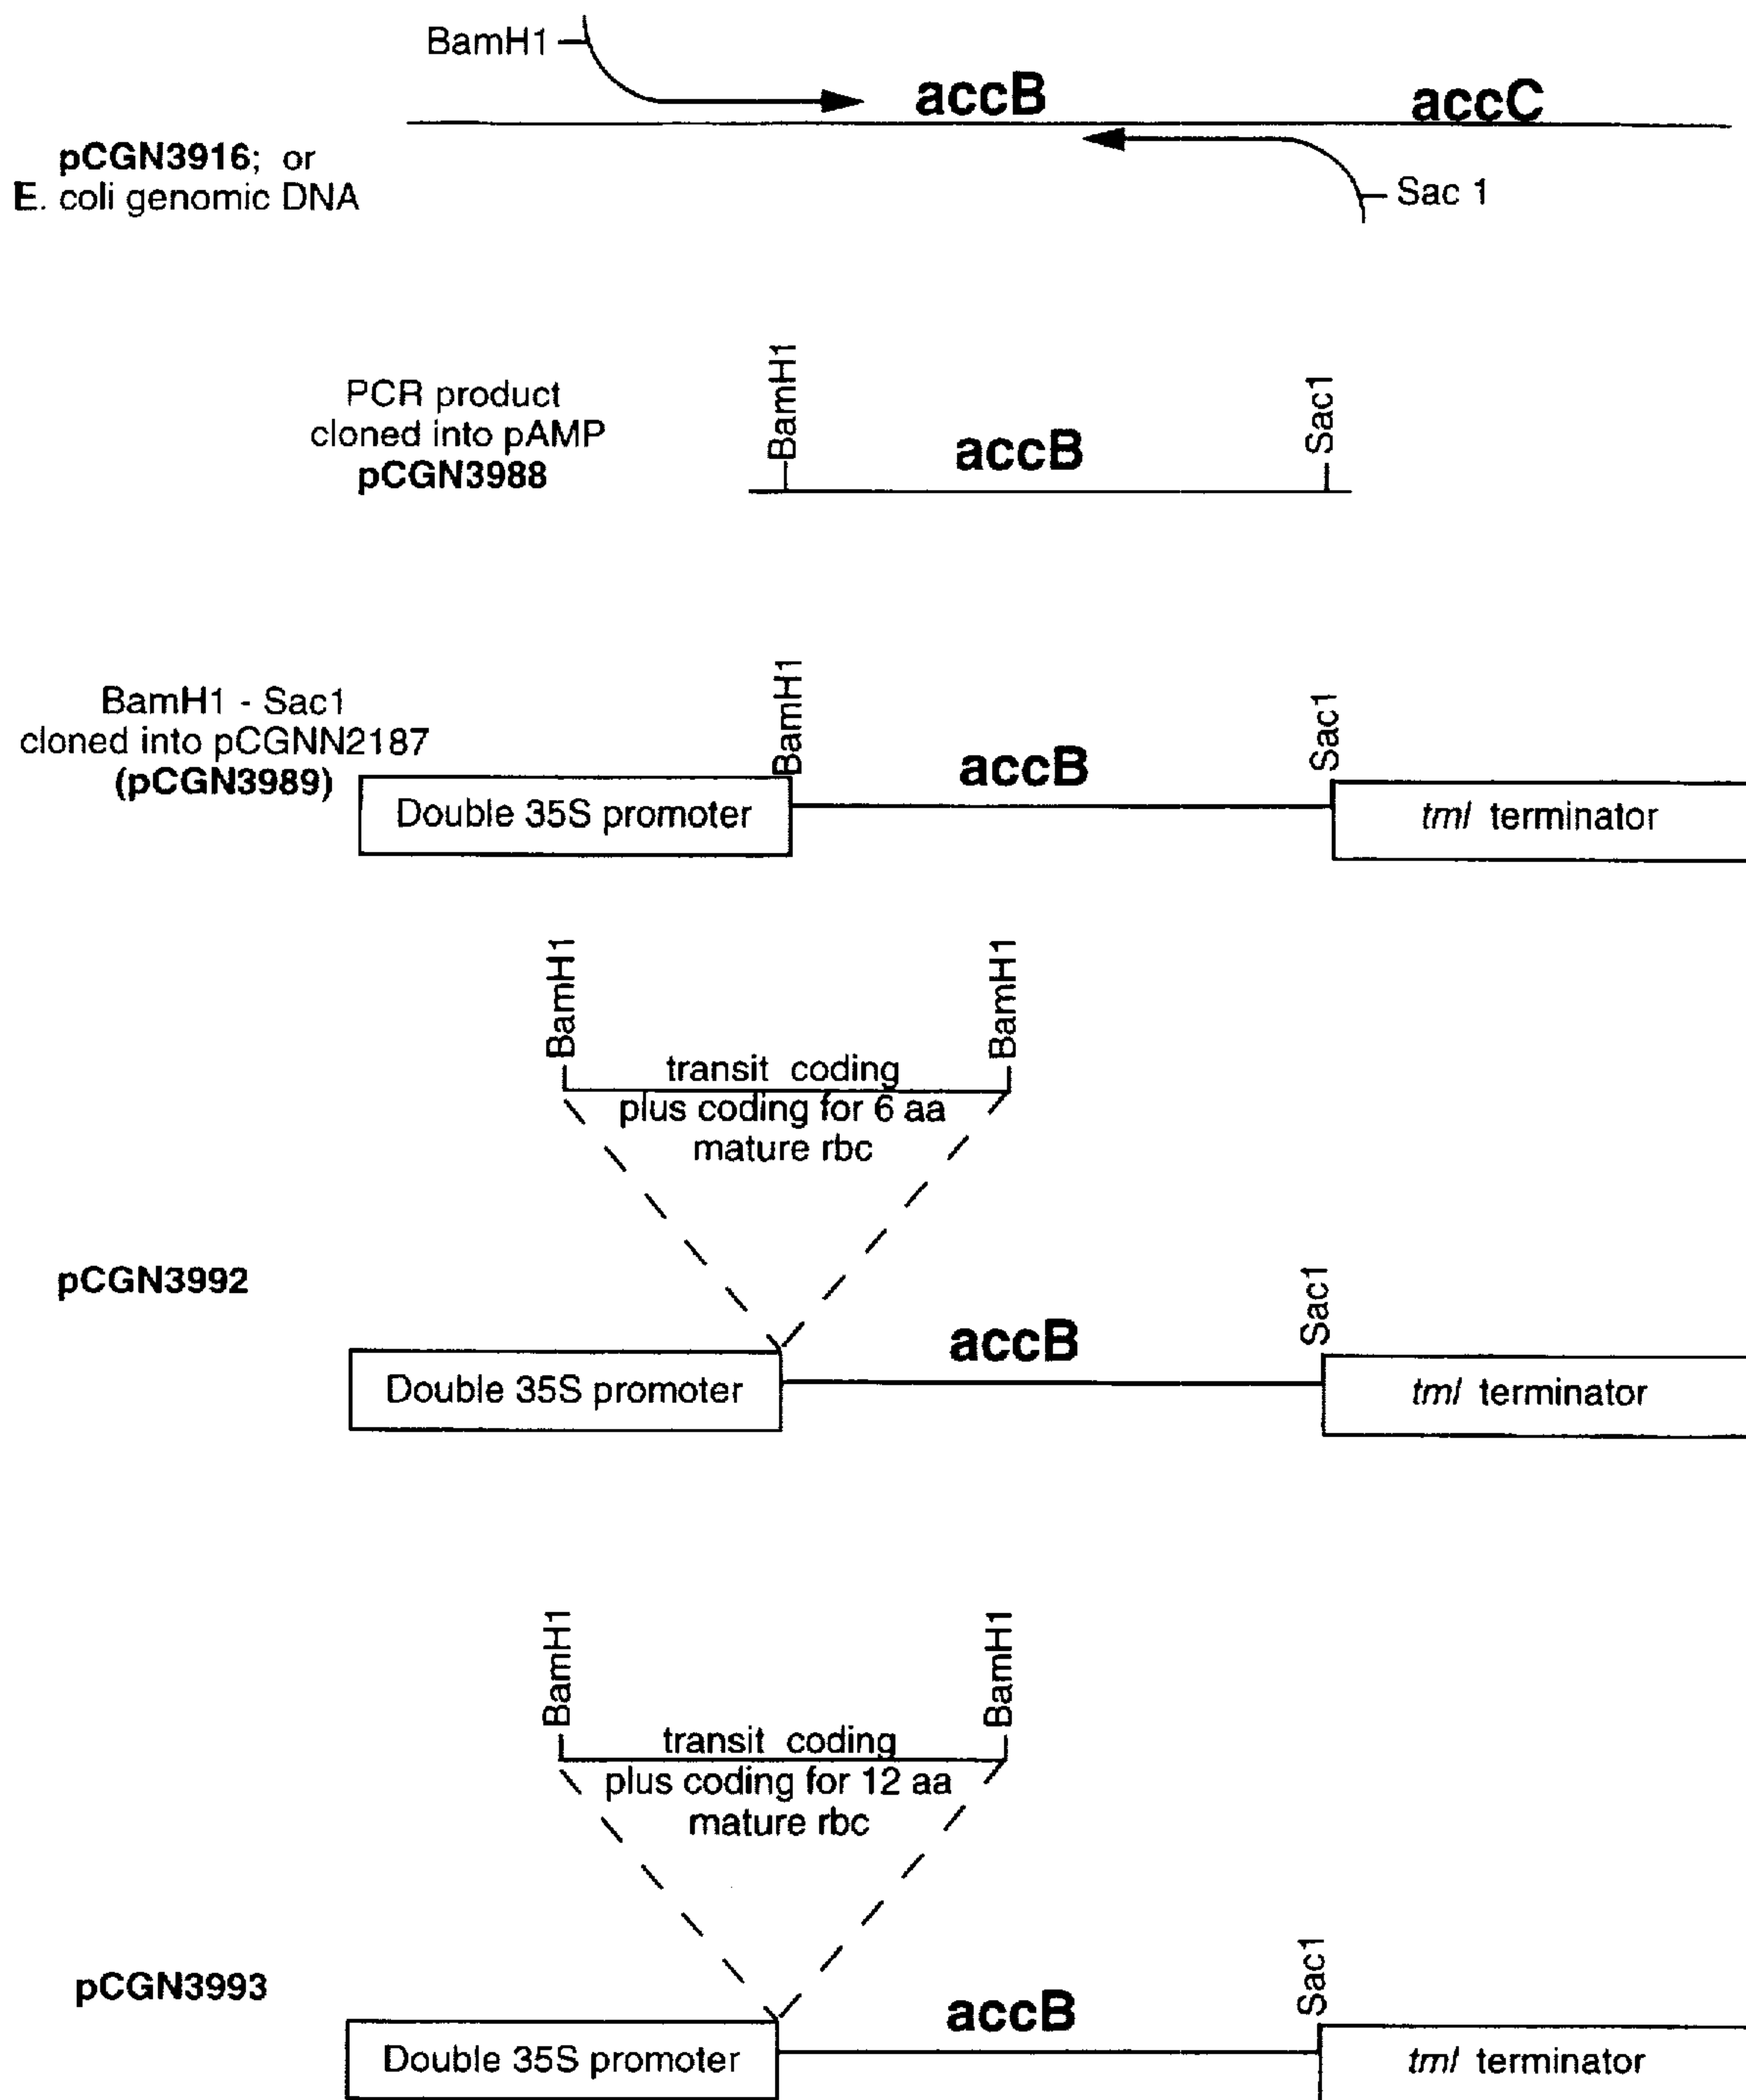 BamH1
accB
accC
pCGN3916; or
E. coli genomic DNA
Sac 1
PCR product
cloned into pAMP
pCGN3988
BamH1
accB
Sac1
BamH1 - Sac1
cloned into pCGNN2187
(pCGN3989)
BamH1
accB
Sac1
Double 35S promoter
tml terminator
BamH1
BamH1
transit coding
plus coding for 6 aa
mature rbc
pCGN3992
accB
Sac1
Double 35S promoter
tml terminator
BamH1
BamH1
transit coding
plus coding for 12 aa
mature rbc
pCGN3993
accB
Sac1
Double 35S promoter
tml terminator